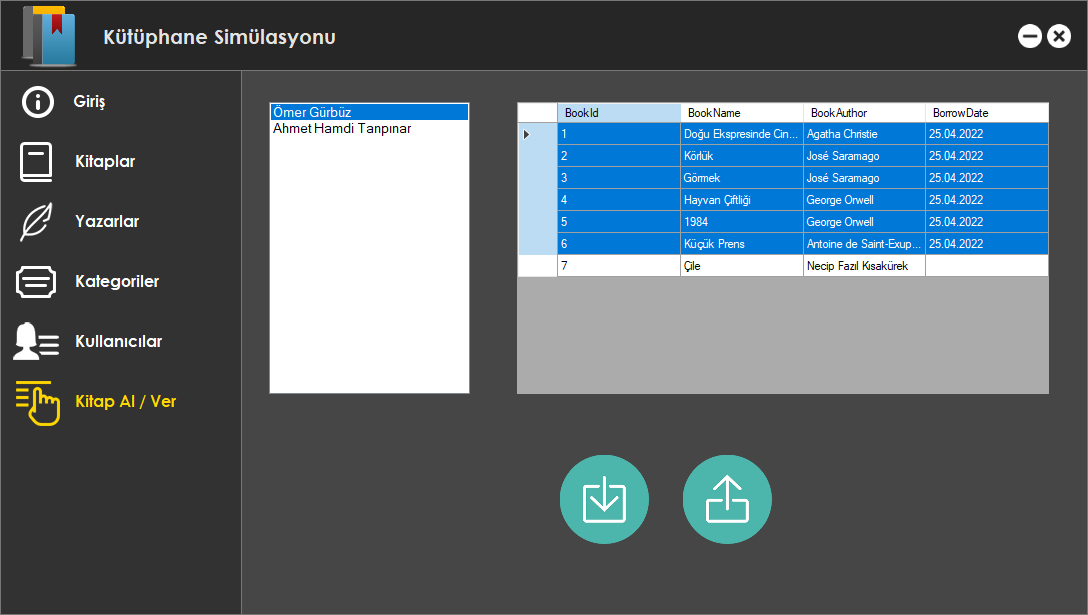 Kütüphane Simülasyonu
Giriş
Kitaplar
Yazarlar
Kategoriler
Kullanıcılar
Kitap Al / Ver
Ömer Gürbüz
Ahmet Hamdi Tanpınar
BookId BookName BookAuthor BorrowDate
1 Doğu Ekspresinde Cin... Agatha Christie 25.04.2022
2 Körlük José Saramago 25.04.2022
3 Görmek José Saramago 25.04.2022
4 Hayvan Çiftliği George Orwell 25.04.2022
5 1984 George Orwell 25.04.2022
6 Küçük Prens Antoine de Saint-Exup... 25.04.2022
7 Çile Necip Fazıl Kısakürek